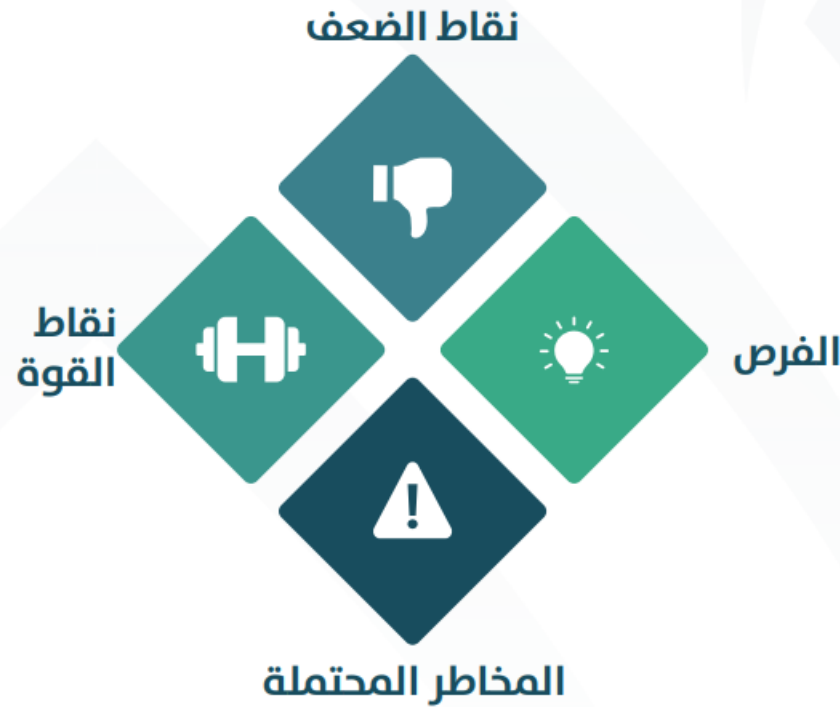 نقاط الضعف
نقاط
القوة
الفرص
المخاطر المحتملة